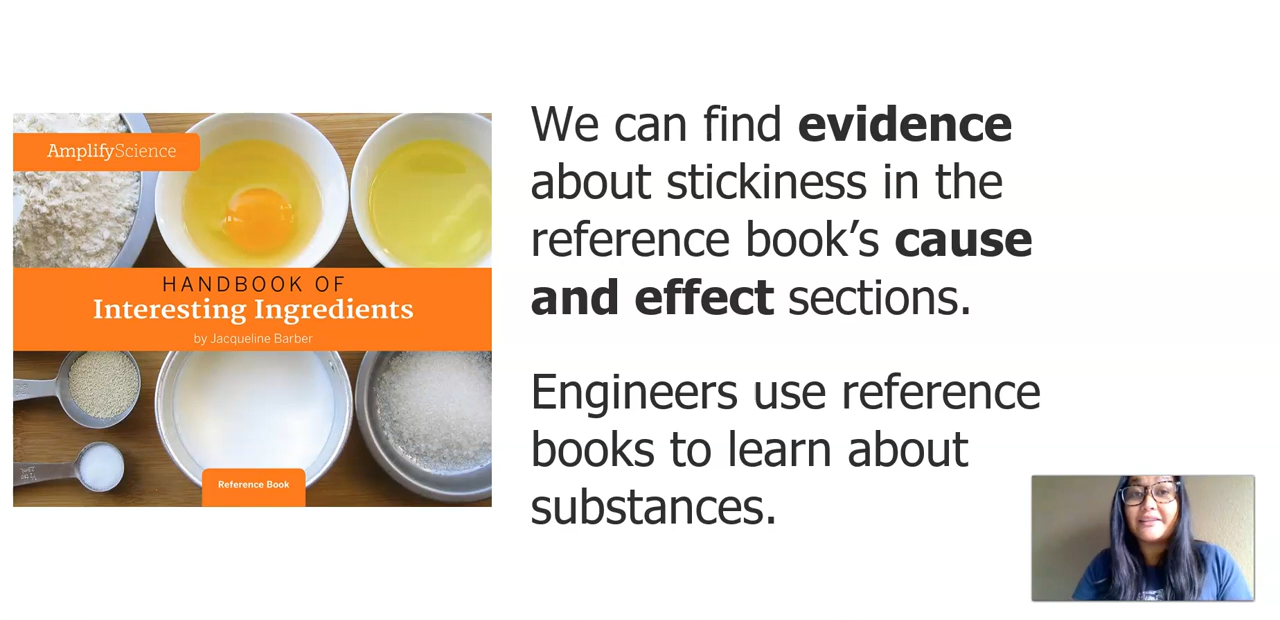 AmplifyScience
HANDBOOK OF
Interesting Ingredients
by Jacqueline Barber
Reference Book
We can find evidence
about stickiness in the
reference book’s cause
and effect sections.
Engineers use reference
books to learn about
substances.